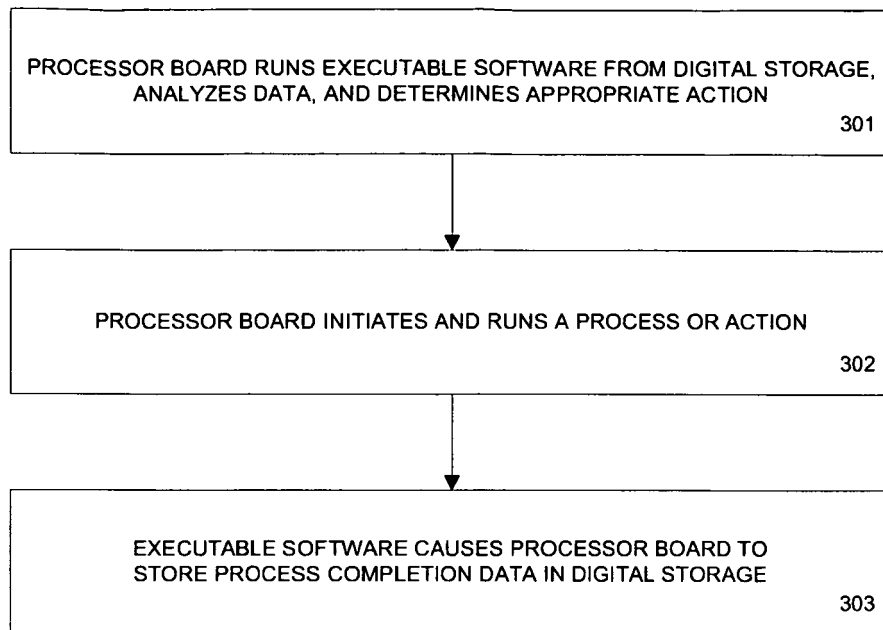 PROCESSOR BOARD RUNS EXECUTABLE SOFTWARE FROM DIGITAL STORAGE,
ANALYZES DATA, AND DETERMINES APPROPRIATE ACTION
301
PROCESSOR BOARD INITIATES AND RUNS A PROCESS OR ACTION
302
EXECUTABLE SOFTWARE CAUSES PROCESSOR BOARD TO
STORE PROCESS COMPLETION DATA IN DIGITAL STORAGE
303